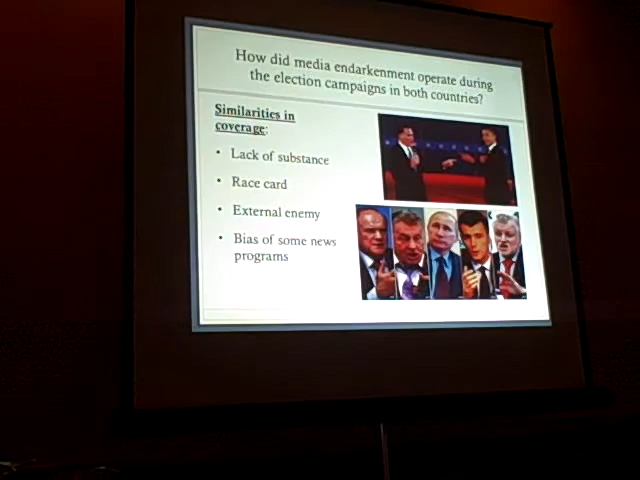 How did media endarkenment operate during
the election campaigns in both countries?
Similarities in
coverage:
• Lack of substance
• Race card
• External enemy
• Bias of some news
programs